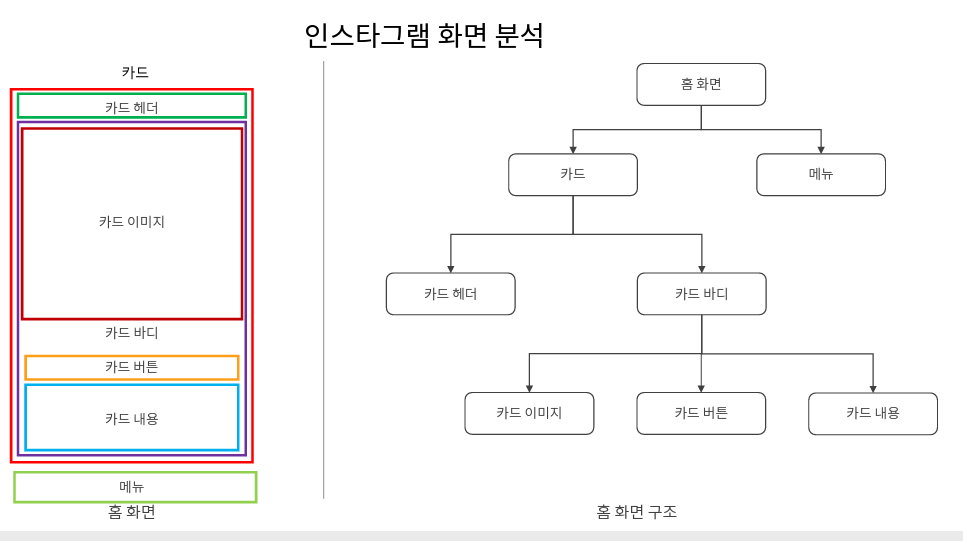 인스타그램 화면 분석
카드
카드 헤더
카드 이미지
카드 바디
카드 버튼
카드 내용
메뉴
홈 화면
홈 화면
카드
메뉴
카드 헤더
카드 바디
카드 이미지
카드 버튼
카드 내용
홈 화면 구조